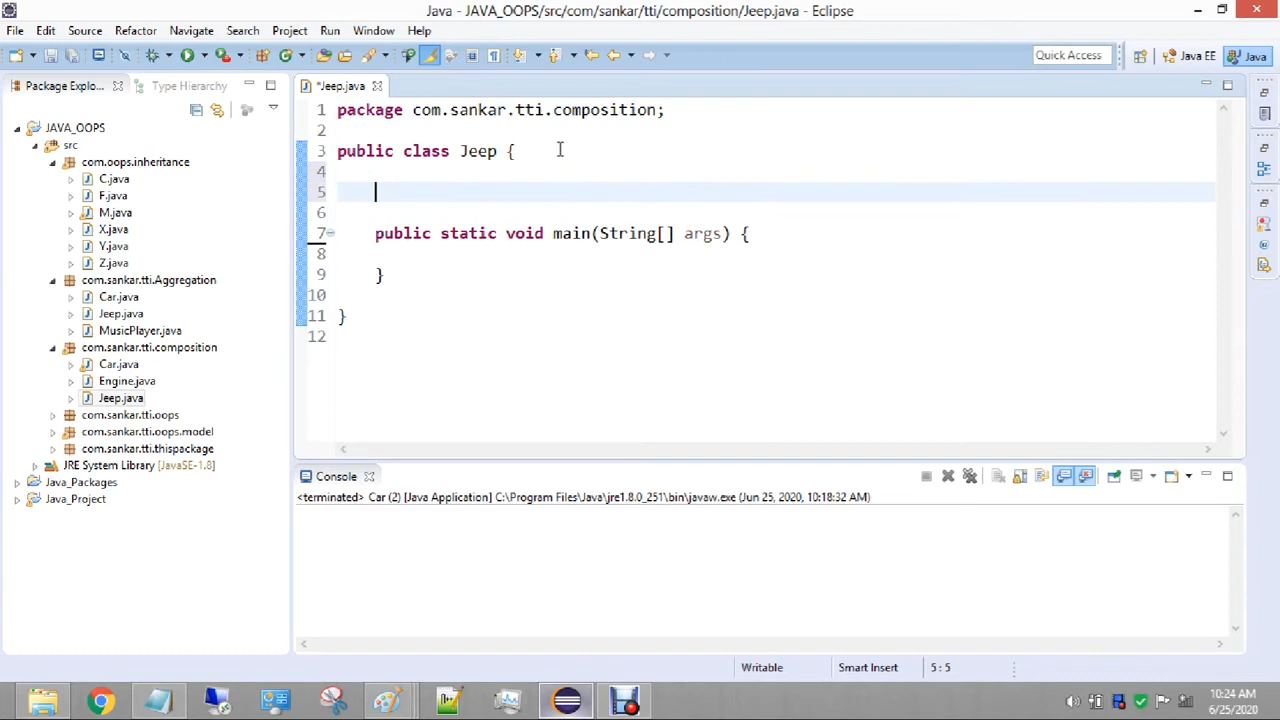 Java - JAVA_OOPS/src/com/sankar/tti/composition/Jeep.java - Eclipse
File Edit Source Refactor Navigate Search Project Run Window Help
Quick Access Java EE Java
Package Explo... Type Hierarchy
*Jeep.java
JAVA_OOPS
src
com.oops.inheritance
C.java
F.java
M.java
X.java
Y.java
Z.java
com.sankar.tti.Aggregation
Car.java
Jeep.java
MusicPlayer.java
com.sankar.tti.composition
Car.java
Engine.java
Jeep.java
com.sankar.tti.oops
com.sankar.tti.oops.model
com.sankar.tti.thispackage
JRE System Library [JavaSE-1.8]
Java_Packages
Java_Project
1 package com.sankar.tti.composition;
2
3 public class Jeep {
4
5
6
7 public static void main(String[] args) {
8
9 }
10
11 }
12
Console
<terminated> Car (2) [Java Application] C:\Program Files\Java\jre1.8.0_251\bin\javaw.exe (Jun 25, 2020, 10:18:32 AM)
Writable Smart Insert 5 : 5
10:24 AM
6/25/2020